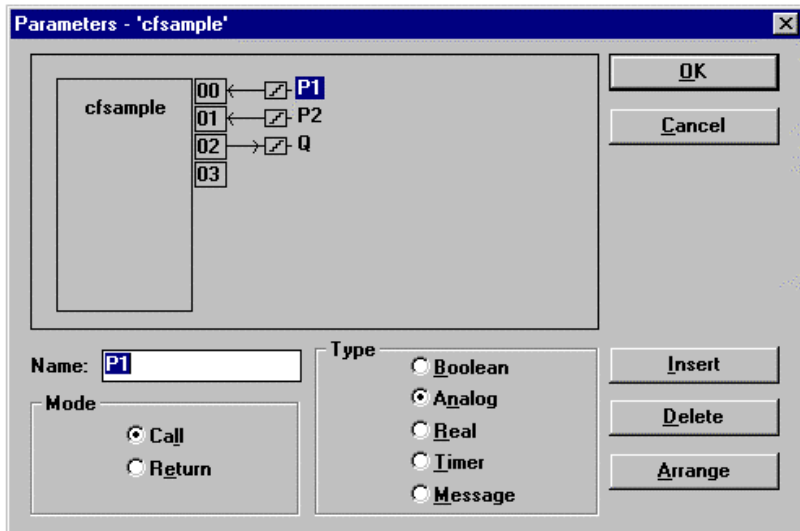 Parameters - 'cfsample'
cfsample
00 P1
01 P2
02 Q
03
OK
Cancel
Name: P1
Mode
Call
Return
Type
Boolean
Analog
Real
Timer
Message
Insert
Delete
Arrange